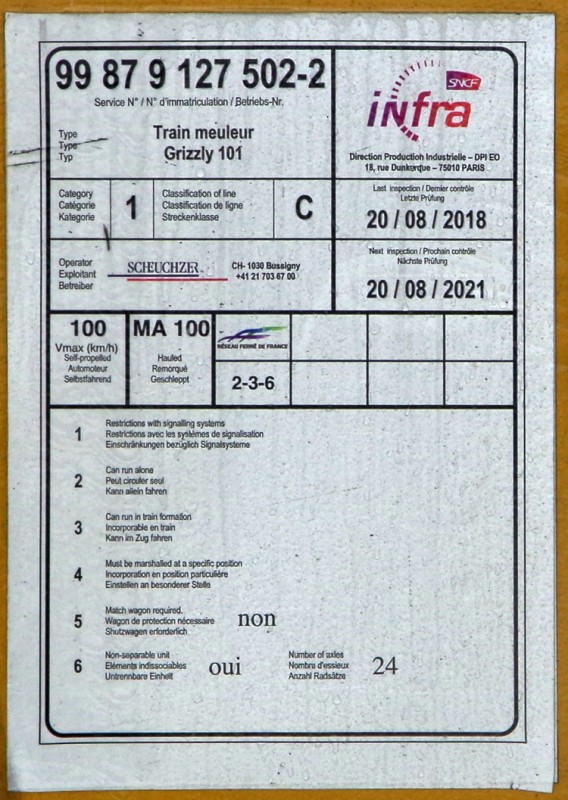 99 87 9 127 502-2
Service N° / N° d'immatriculation / Betriebs-Nr.
Type
Type
Typ
Train meuleur
Grizzly 101
SNCF
infra
Direction Production Industrielle – DPI EO
18, rue Dunkerque – 75010 PARIS
Category
Catégorie
Kategorie
1
Classification of line
Classification de ligne
Streckenklasse
C
Last inspection / Dernier contrôle
Letzte Prüfung
20 / 08 / 2018
Operator
Exploitant
Betreiber
SCHEUCHZER
CH- 1030 Bussigny
+41 21 703 67 00
Next inspection / Prochain contrôle
Nächste Prüfung
20 / 08 / 2021
100
Vmax (km/h)
Self-propelled
Automoteur
Selbstfahrend
MA 100
Hauled
Remorqué
Geschleppt
RÉSEAU FERRÉ DE FRANCE
2-3-6
1
Restrictions with signalling systems
Restrictions avec les systèmes de signalisation
Einschränkungen bezüglich Signalsysteme
2
Can run alone
Peut circuler seul
Kann allein fahren
3
Can run in train formation
Incorporable en train
Kann im Zug fahren
4
Must be marshalled at a specific position
Incorporation en position particulière
Einstellen an besonderer Stelle
5
Match wagon required.
Wagon de protection nécessaire
Shutzwagen erforderlich
non
6
Non-separable unit
Eléments indissociables
Untrennbare Einheit
oui
Number of axles
Nombre d'essieux
Anzahl Radsätze
24